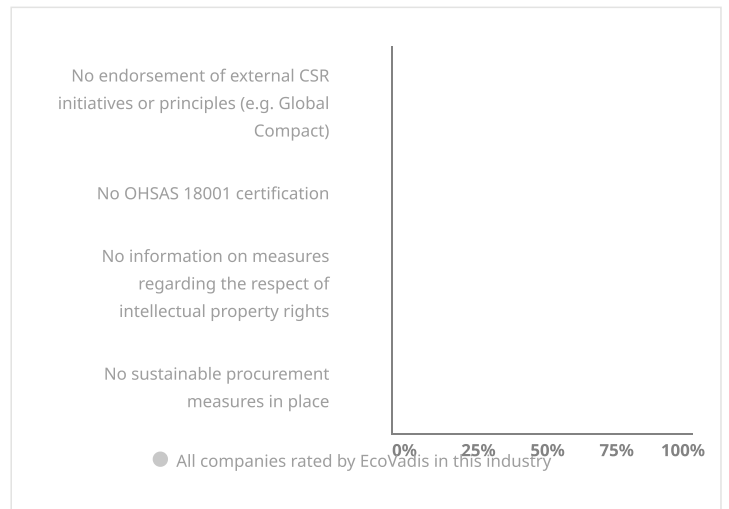 No endorsement of external CSR
initiatives or principles (e.g. Global
Compact)
No OHSAS 18001 certification
No information on measures
regarding the respect of
intellectual property rights
No sustainable procurement
measures in place
0% 25% 50% 75% 100%
All companies rated by EcoVadis in this industry